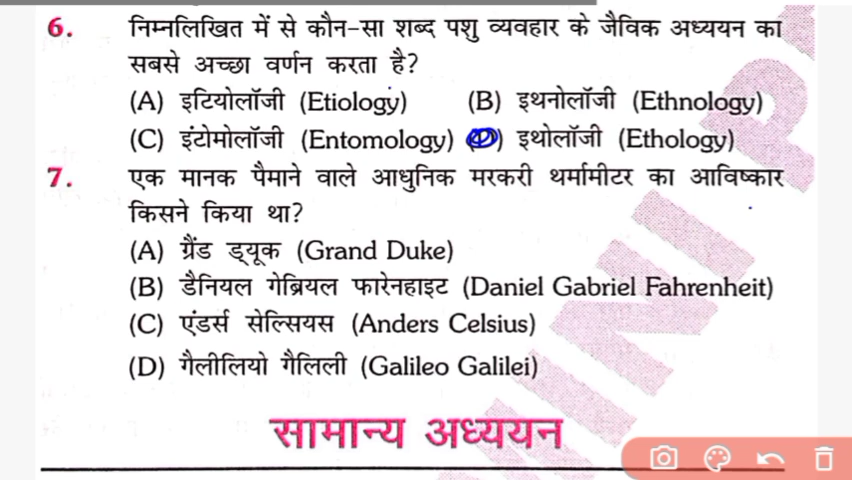 6. निम्नलिखित में से कौन-सा शब्द पशु व्यवहार के जैविक अध्ययन का
सबसे अच्छा वर्णन करता है?
(A) इटियोलॉजी (Etiology) (B) इथनोलॉजी (Ethnology)
(C) इंटोमोलॉजी (Entomology) (D) इथोलॉजी (Ethology)
7. एक मानक पैमाने वाले आधुनिक मरकरी थर्मामीटर का आविष्कार
किसने किया था?
(A) ग्रैंड ड्यूक (Grand Duke)
(B) डैनियल गेब्रियल फारेनहाइट (Daniel Gabriel Fahrenheit)
(C) एंडर्स सेल्सियस (Anders Celsius)
(D) गैलीलियो गैलिली (Galileo Galilei)
सामान्य अध्ययन